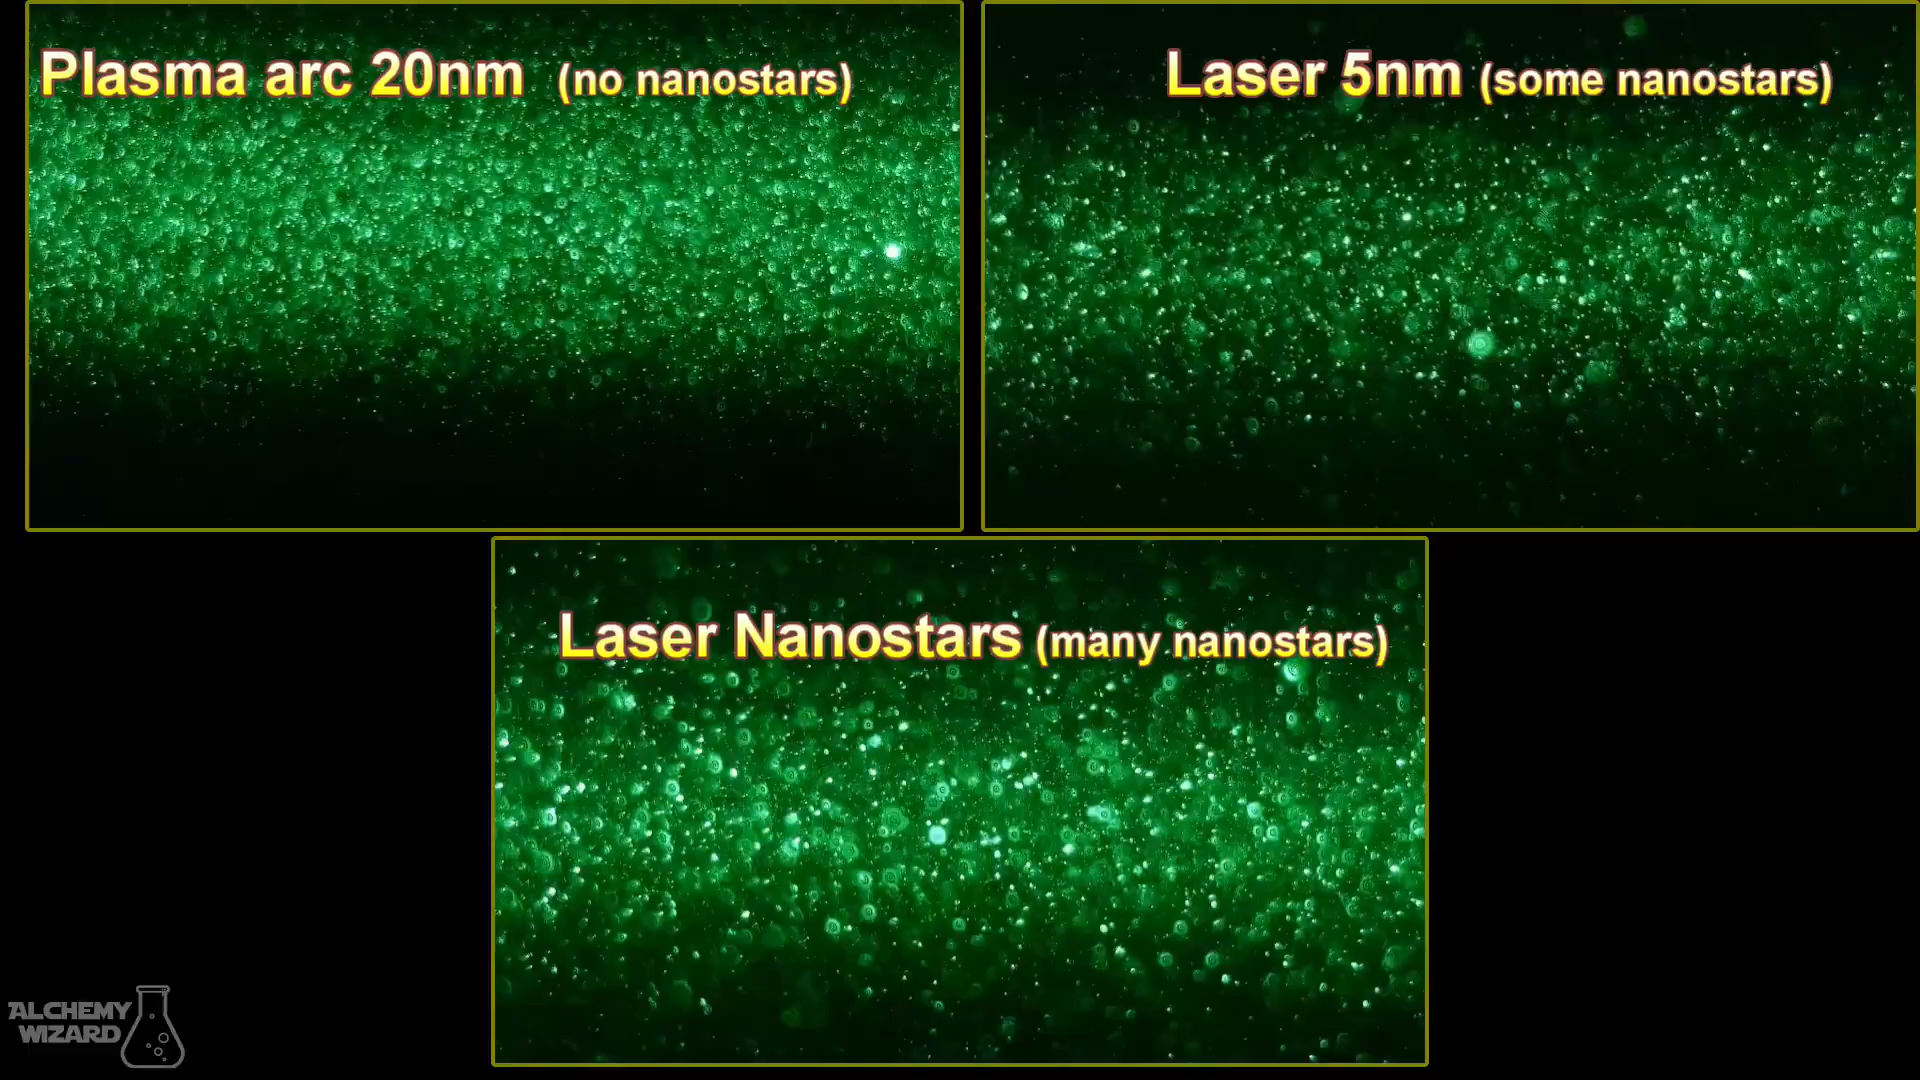 Plasma arc 20nm (no nanostars)
Laser 5nm (some nanostars)
Laser Nanostars (many nanostars)
ALCHEMY
WIZARD